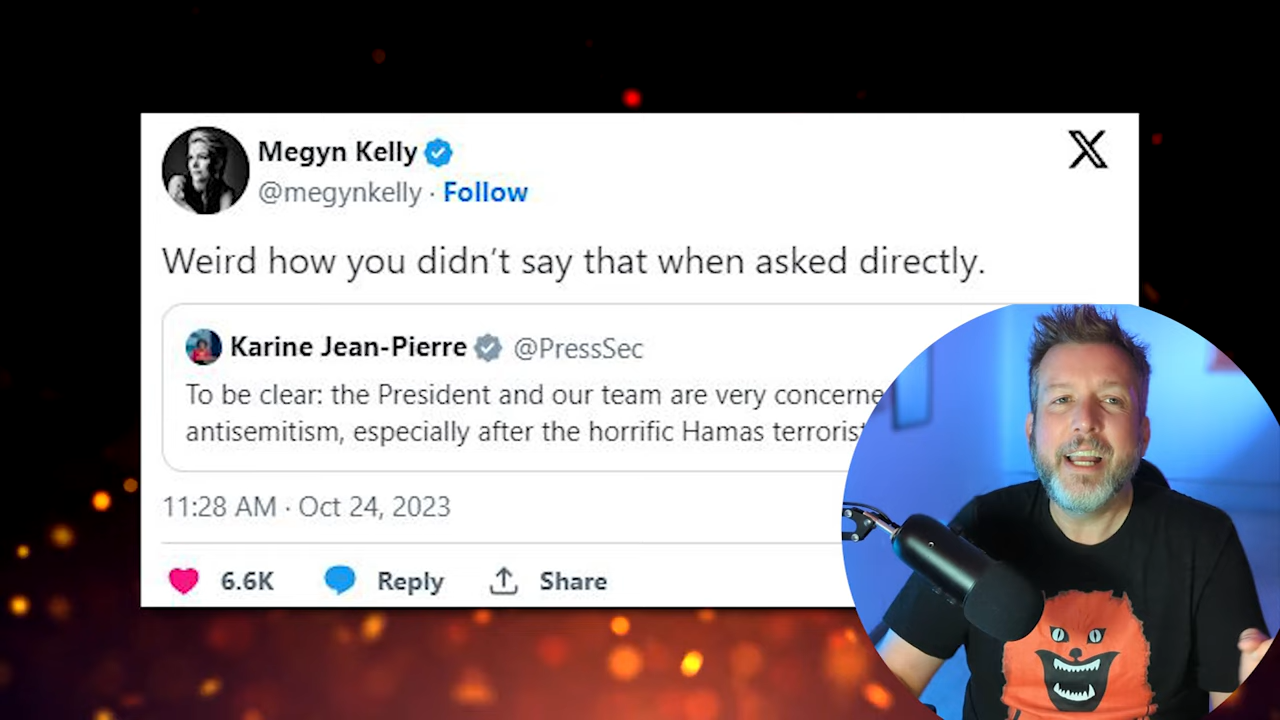 Megyn Kelly
@megynkelly · Follow
Weird how you didn't say that when asked directly.
Karine Jean-Pierre @PressSec
To be clear: the President and our team are very concerne
antisemitism, especially after the horrific Hamas terrorist
11:28 AM · Oct 24, 2023
6.6K Reply Share